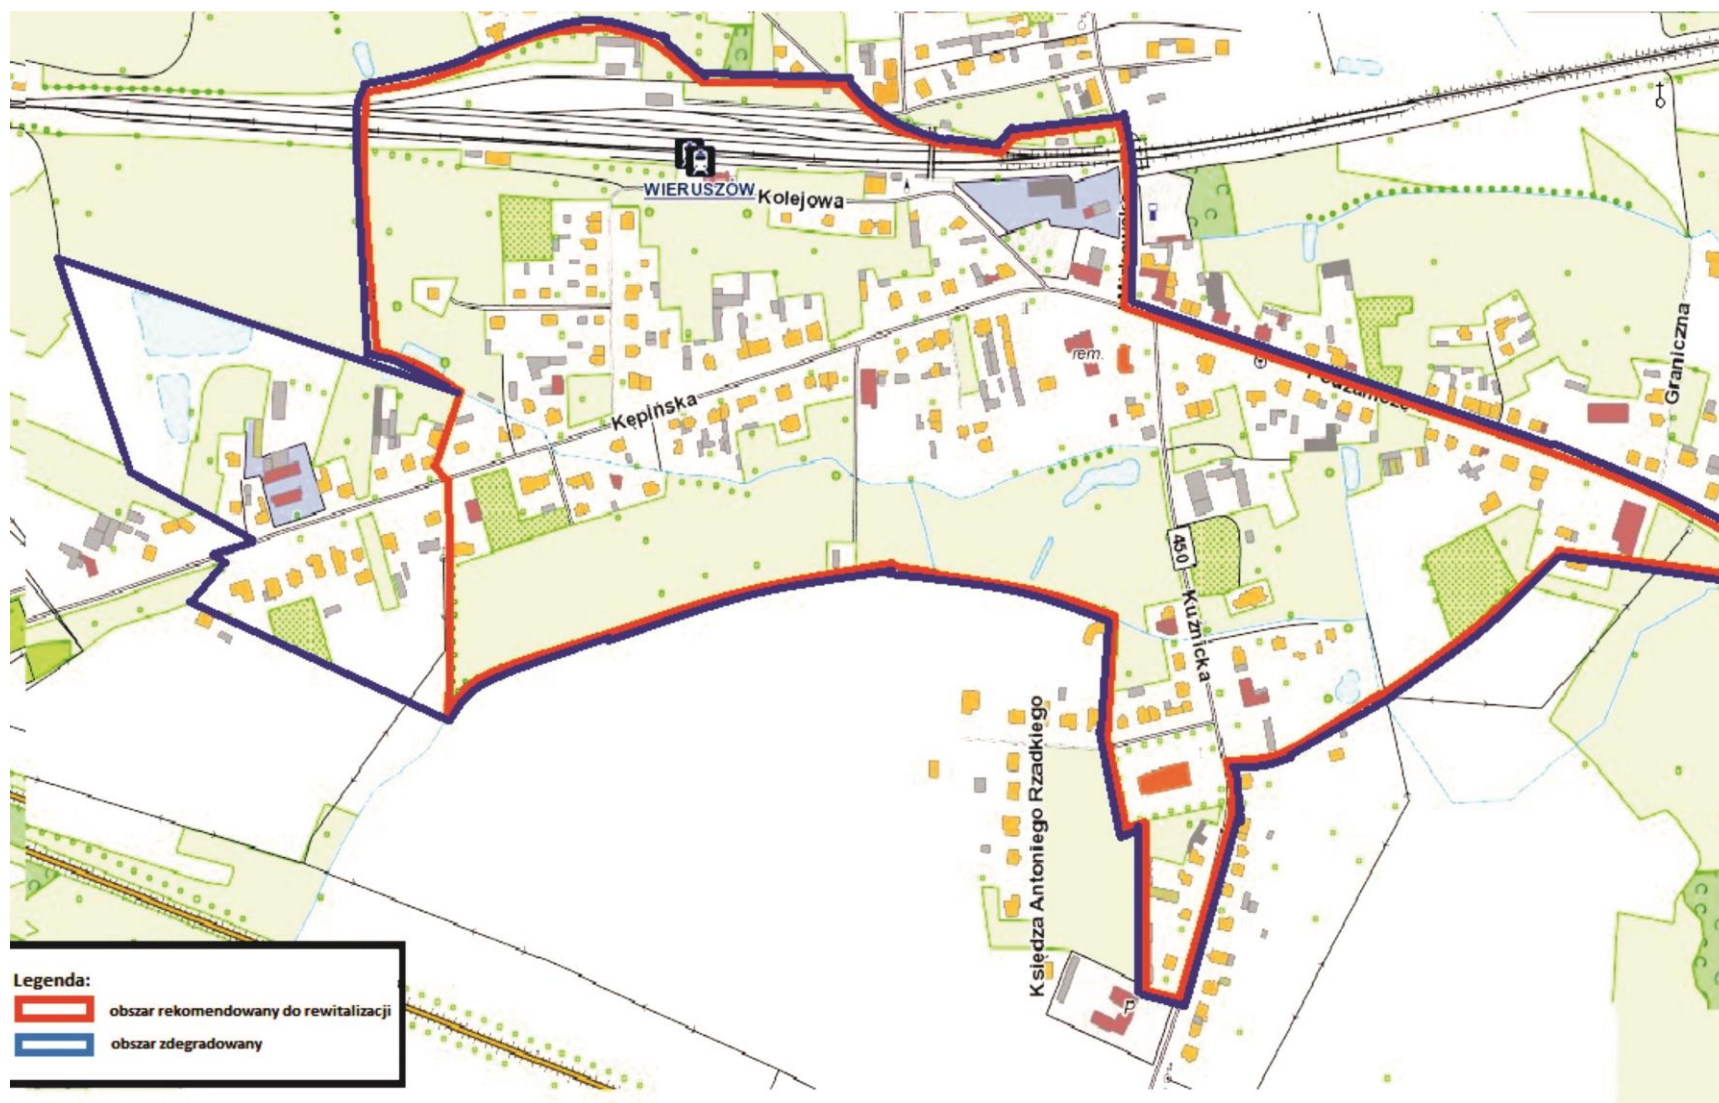 WIERUSZÓW
Kolejowa
Kępińska
rem.
Graniczna
450
Kuźnicka
Księdza Antoniego Rzadkiego
p
Legenda:
obszar rekomendowany do rewitalizacji
obszar zdegradowany